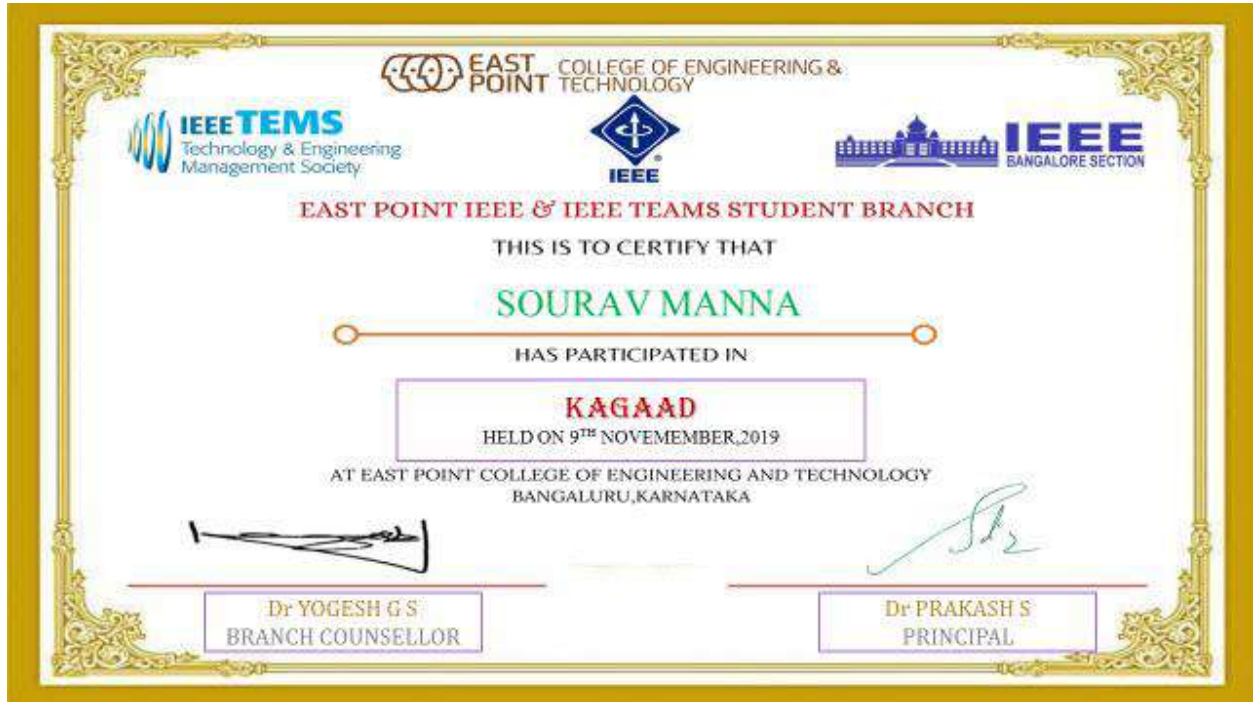 EAST POINT COLLEGE OF ENGINEERING & TECHNOLOGY
IEEE TEMS
Technology & Engineering
Management Society
IEEE
IEEE
BANGALORE SECTION
EAST POINT IEEE & IEEE TEAMS STUDENT BRANCH
THIS IS TO CERTIFY THAT
SOURAV MANNA
HAS PARTICIPATED IN
KAGAAD
HELD ON 9TH NOVEMEMBER,2019
AT EAST POINT COLLEGE OF ENGINEERING AND TECHNOLOGY
BANGALURU,KARNATAKA
Dr YOGESH G S
BRANCH COUNSELLOR
Dr PRAKASH S
PRINCIPAL